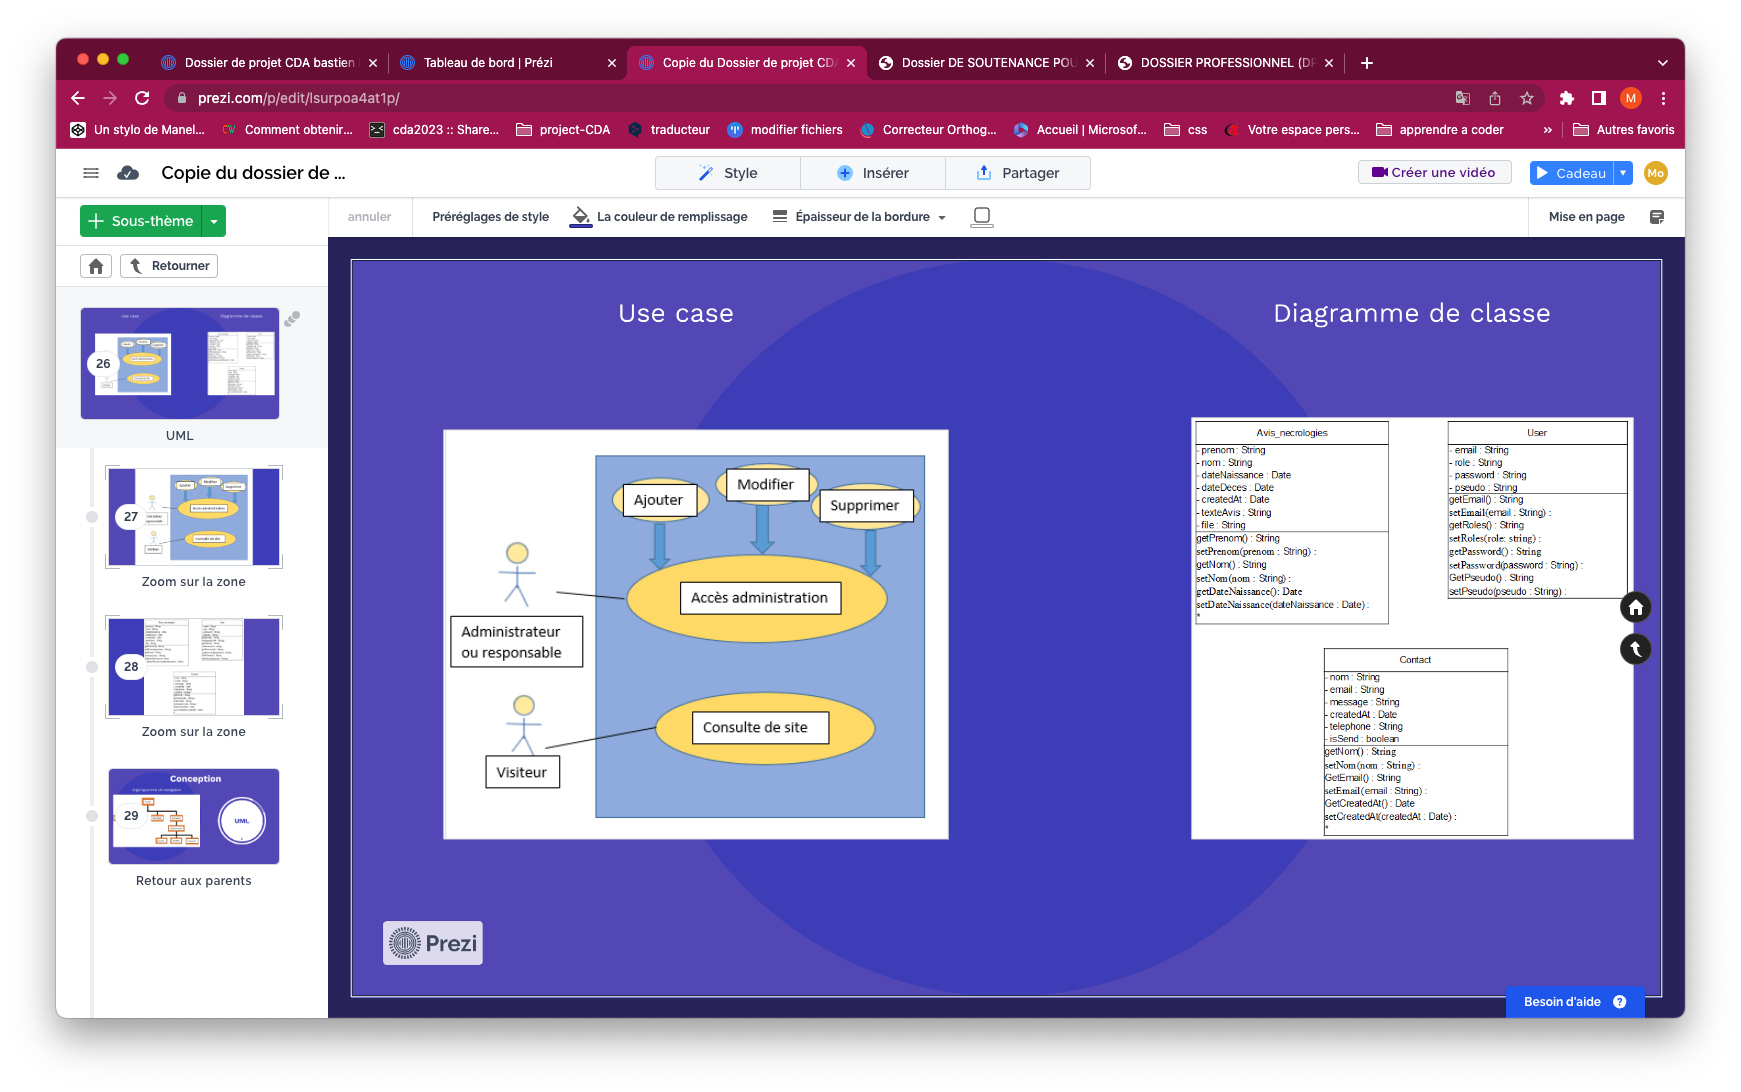 Dossier de projet CDA bastien
Tableau de bord | Prézi
Copie du Dossier de projet CD
Dossier DE SOUTENANCE POU
DOSSIER PROFESSIONNEL (DP
prezi.com/p/edit/lsurpoa4at1p/
M
Un stylo de Manel...
Comment obtenir...
cda2023 :: Share...
project-CDA
traducteur
modifier fichiers
Correcteur Orthog...
Accueil | Microsof...
css
Votre espace pers...
apprendre a coder
»
Autres favoris
Copie du dossier de ...
Style
Insérer
Partager
Créer une vidéo
Cadeau
Mo
Sous-thème
annuler
Préréglages de style
La couleur de remplissage
Épaisseur de la bordure
Mise en page
Retourner
26
UML
27
Zoom sur la zone
28
Zoom sur la zone
Conception
29
UML
Retour aux parents
Use case
Diagramme de classe
Ajouter
Modifier
Supprimer
Accès administration
Administrateur
ou responsable
Consulte de site
Visiteur
Avis_necrologies
- prenom : String
- nom : String
- dateNaissance : Date
- dateDeces : Date
- createdAt : Date
- texteAvis : String
- file : String
getPrenom() : String
setPrenom(prenom : String) :
getNom() : String
setNom(nom : String) :
getDateNaissance(): Date
setDateNaissance(dateNaissance : Date) :
*
User
- email : String
- role : String
- password : String
- pseudo : String
getEmail() : String
setEmail(email : String) :
getRoles() : String
setRoles(role: string) :
getPassword() : String
setPassword(password : String) :
GetPseudo() : String
setPseudo(pseudo : String) :
Contact
- nom : String
- email : String
- message : String
- createdAt : Date
- telephone : String
- isSend : boolean
getNom() : String
setNom(nom : String) :
GetEmail() : String
setEmail(email : String) :
GetCreatedAt() : Date
setCreatedAt(createdAt : Date) :
*
Prezi
Besoin d'aide ?